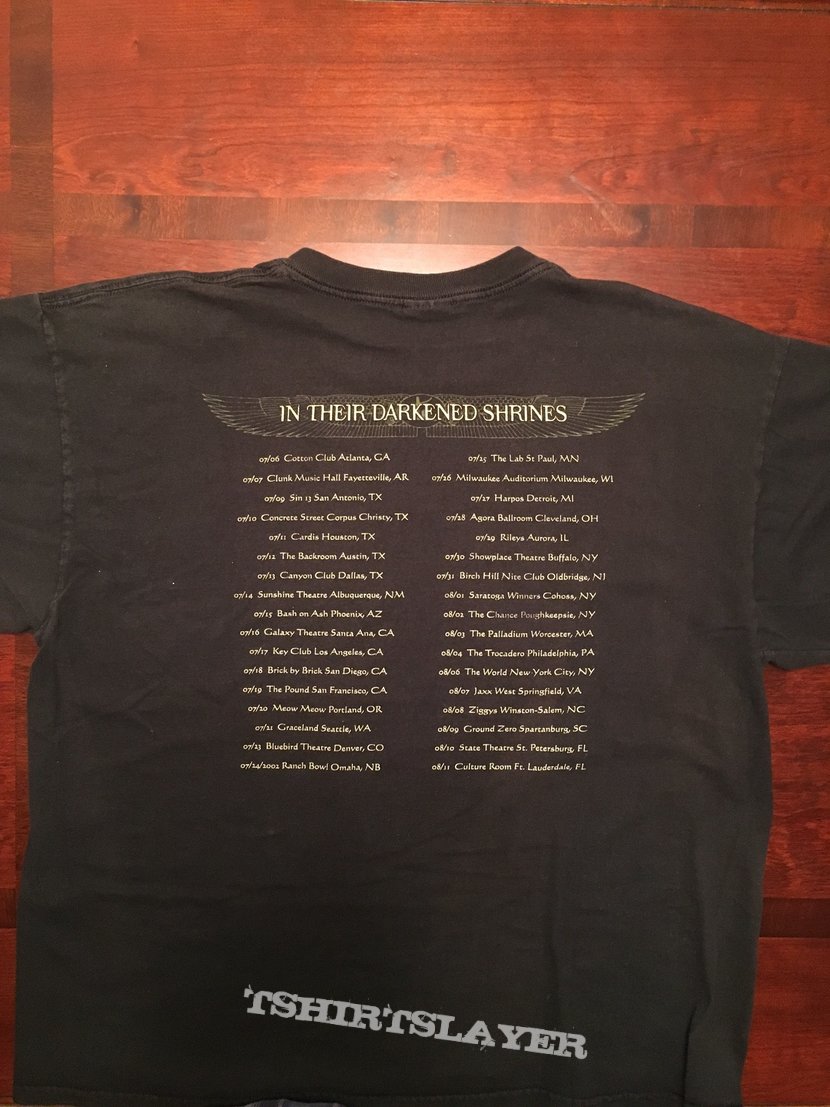 IN THEIR DARKENED SHRINES
07/06 Cotton Club Atlanta, GA
07/07 Clunk Music Hall Fayetteville, AR
07/09 Sin 13 San Antonio, TX
07/10 Concrete Street Corpus Christy, TX
07/11 Cardis Houston, TX
07/12 The Backroom Austin, TX
07/13 Canyon Club Dallas, TX
07/14 Sunshine Theatre Albuquerque, NM
07/15 Bash on Ash Phoenix, AZ
07/16 Galaxy Theatre Santa Ana, CA
07/17 Key Club Los Angeles, CA
07/18 Brick by Brick San Diego, CA
07/19 The Pound San Francisco, CA
07/20 Meow Meow Portland, OR
07/21 Graceland Seattle, WA
07/23 Bluebird Theatre Denver, CO
07/24/2002 Ranch Bowl Omaha, NB
07/25 The Lab St Paul, MN
07/26 Milwaukee Auditorium Milwaukee, WI
07/27 Harpos Detroit, MI
07/28 Agora Ballroom Cleveland, OH
07/29 Rileys Aurora, IL
07/30 Showplace Theatre Buffalo, NY
07/31 Birch Hill Nite Club Oldbridge, NJ
08/01 Saratoga Winners Cohoss, NY
08/02 The Chance Poughkeepsie, NY
08/03 The Palladium Worcester, MA
08/04 The Trocadero Philadelphia, PA
08/06 The World New York City, NY
08/07 Jaxx West Springfield, VA
08/08 Ziggys Winston-Salem, NC
08/09 Ground Zero Spartanburg, SC
08/10 State Theatre St. Petersburg, FL
08/11 Culture Room Ft. Lauderdale, FL
TSHIRTSLAYER